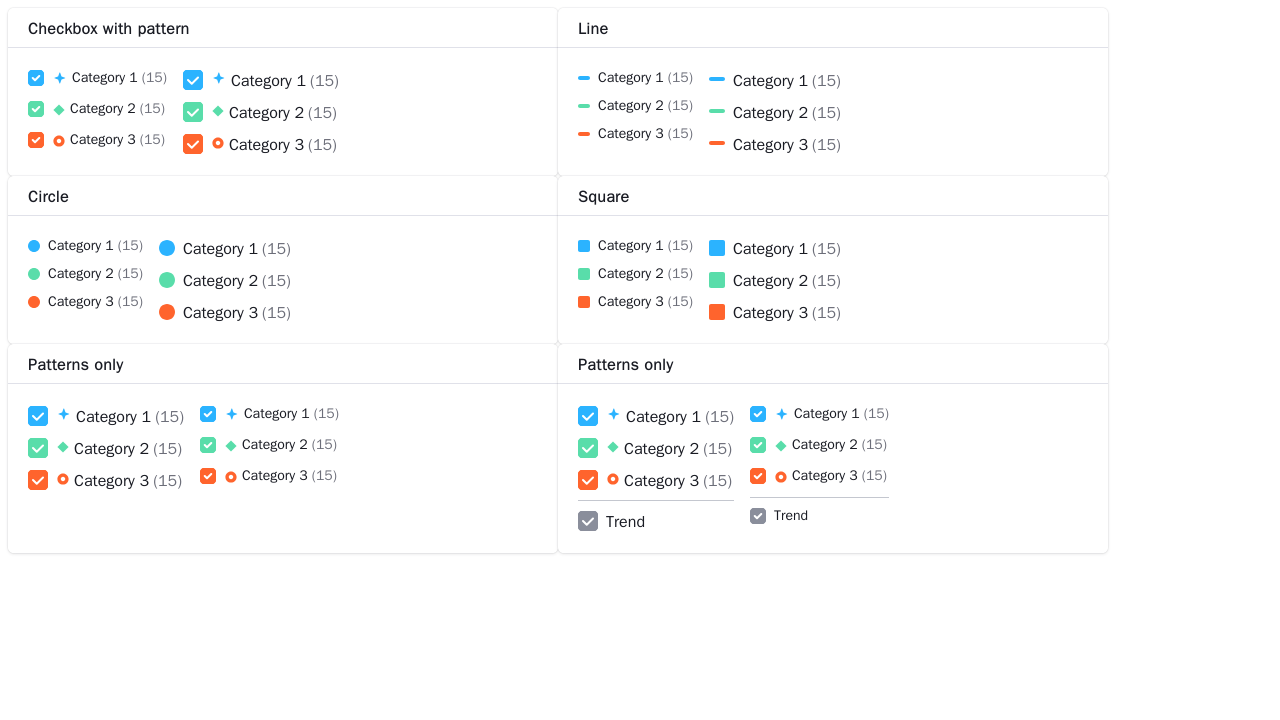 Checkbox with pattern
Category 1 (15)
Category 2 (15)
Category 3 (15)
Category 1 (15)
Category 2 (15)
Category 3 (15)
Line
Category 1 (15)
Category 2 (15)
Category 3 (15)
Category 1 (15)
Category 2 (15)
Category 3 (15)
Circle
Category 1 (15)
Category 2 (15)
Category 3 (15)
Category 1 (15)
Category 2 (15)
Category 3 (15)
Square
Category 1 (15)
Category 2 (15)
Category 3 (15)
Category 1 (15)
Category 2 (15)
Category 3 (15)
Patterns only
Category 1 (15)
Category 2 (15)
Category 3 (15)
Category 1 (15)
Category 2 (15)
Category 3 (15)
Patterns only
Category 1 (15)
Category 2 (15)
Category 3 (15)
Trend
Category 1 (15)
Category 2 (15)
Category 3 (15)
Trend